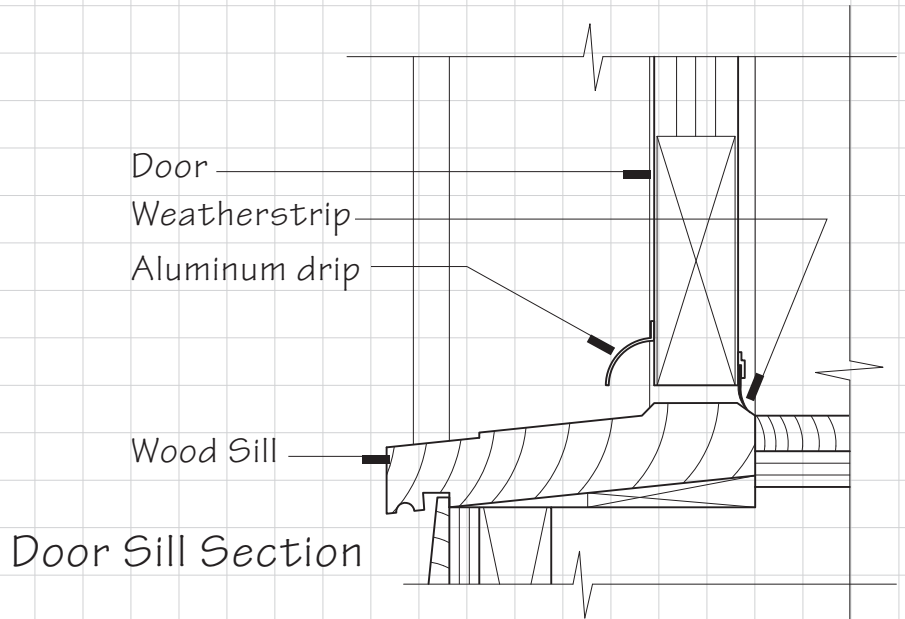 Door
Weatherstrip
Aluminum drip
Wood Sill
Door Sill Section